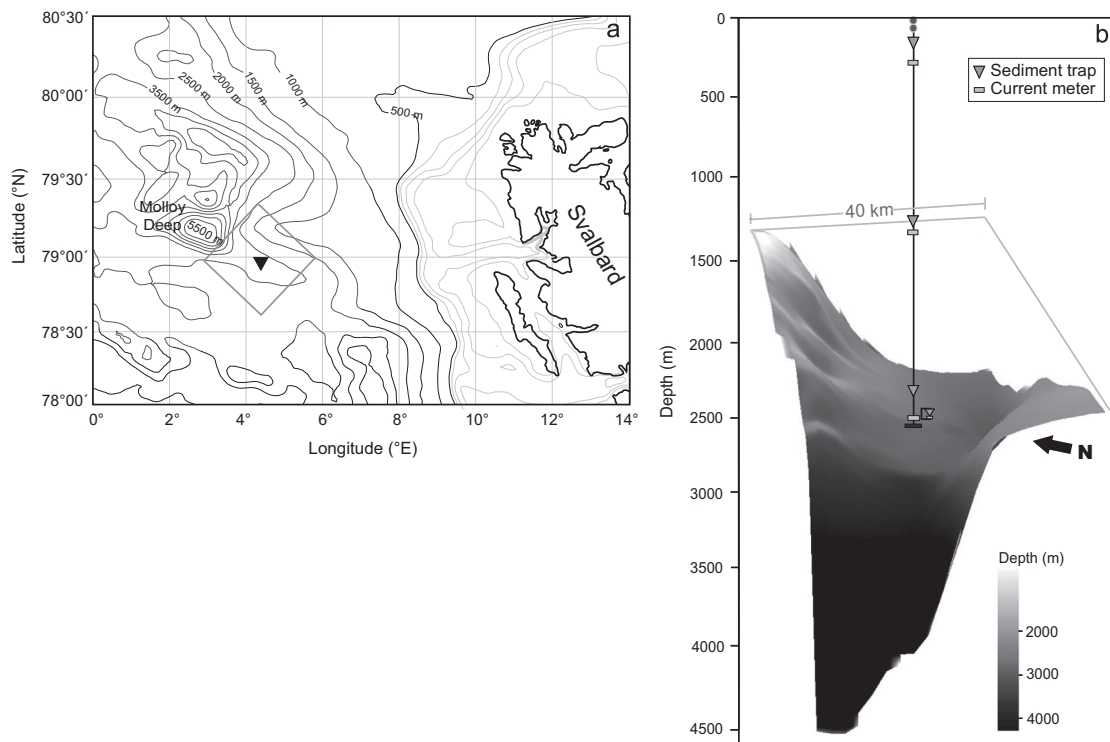 80°30´
80°00´
79°30´
79°00´
78°30´
78°00´
Latitude (°N)
a
3500 m
2500 m
2000 m
1500 m
1000 m
500 m
Molloy
Deep
5500 m
Svalbard
0°
2°
4°
6°
8°
10°
12°
14°
Longitude (°E)
b
0
500
1000
1500
2000
2500
3000
3500
4000
4500
Depth (m)
Sediment trap
Current meter
40 km
N
Depth (m)
2000
3000
4000